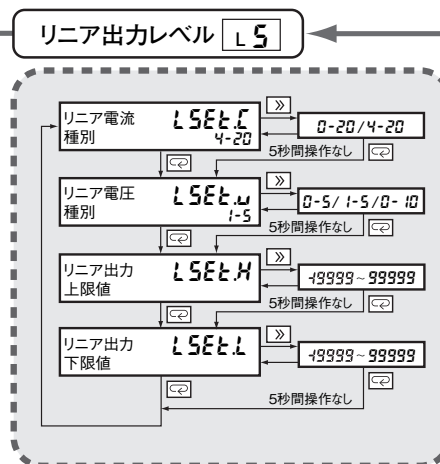 リニア出力レベル L 5
リニア電流
種別
LSEt.C
4-20
0-20/4-20
5秒間操作なし
リニア電圧
種別
LSEt.u
1-5
0-5/1-5/0-10
5秒間操作なし
リニア出力
上限値
LSEt.H
-19999~99999
5秒間操作なし
リニア出力
下限値
LSEt.L
-19999~99999
5秒間操作なし